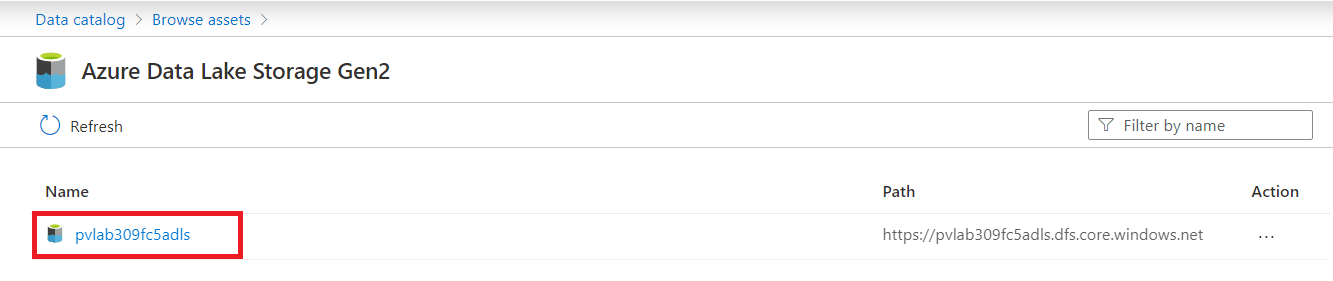 Data catalog > Browse assets >
Azure Data Lake Storage Gen2
Refresh
Filter by name
Name Path Action
pvlab309fc5adls https://pvlab309fc5adls.dfs.core.windows.net ...